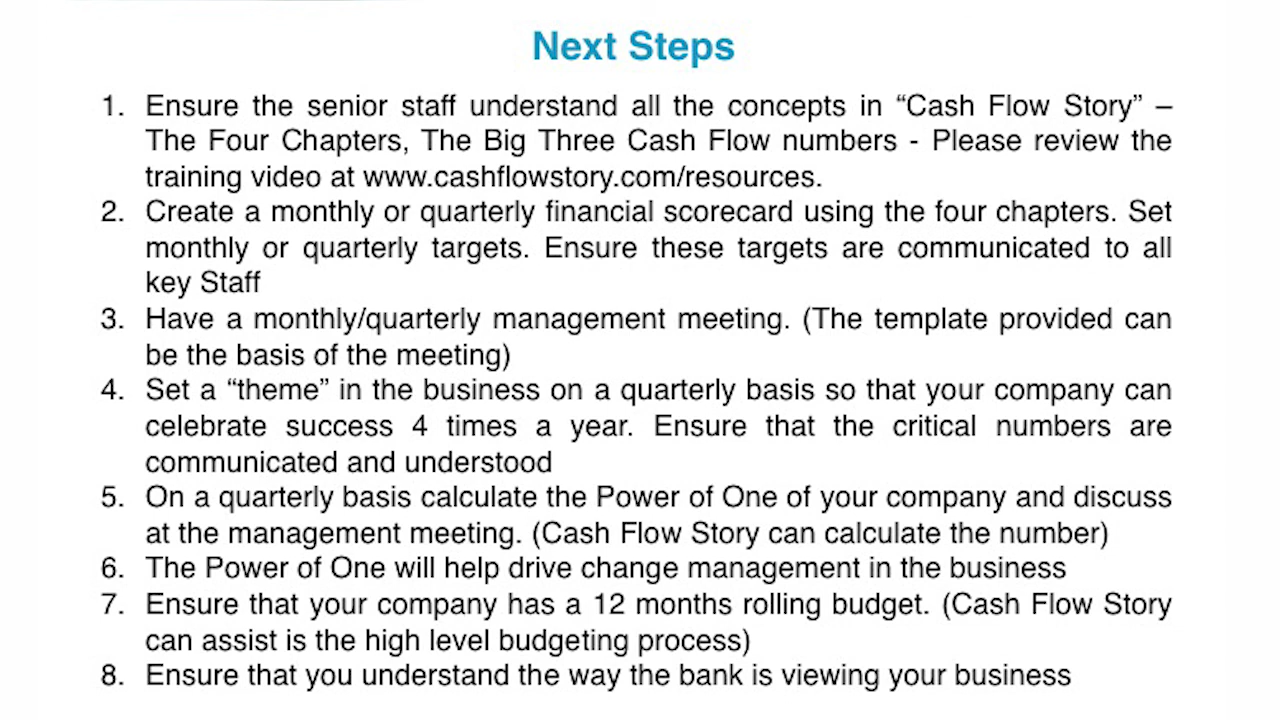 Next Steps
1. Ensure the senior staff understand all the concepts in “Cash Flow Story” –
The Four Chapters, The Big Three Cash Flow numbers - Please review the
training video at www.cashflowstory.com/resources.
2. Create a monthly or quarterly financial scorecard using the four chapters. Set
monthly or quarterly targets. Ensure these targets are communicated to all
key Staff
3. Have a monthly/quarterly management meeting. (The template provided can
be the basis of the meeting)
4. Set a “theme” in the business on a quarterly basis so that your company can
celebrate success 4 times a year. Ensure that the critical numbers are
communicated and understood
5. On a quarterly basis calculate the Power of One of your company and discuss
at the management meeting. (Cash Flow Story can calculate the number)
6. The Power of One will help drive change management in the business
7. Ensure that your company has a 12 months rolling budget. (Cash Flow Story
can assist is the high level budgeting process)
8. Ensure that you understand the way the bank is viewing your business